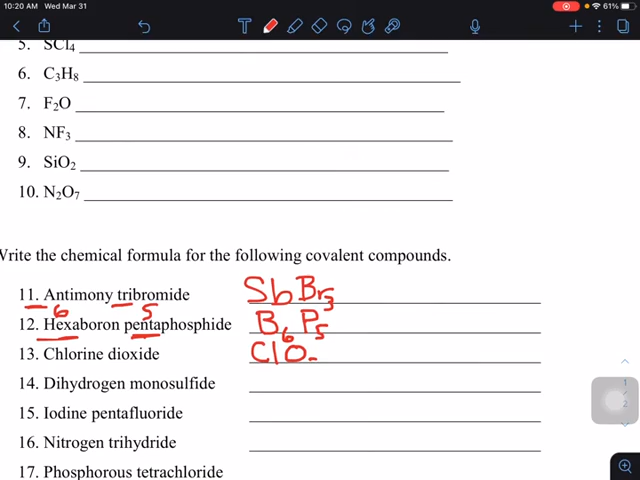 10:20 AM Wed Mar 31
61%
T
5. SCl4
6. C3H8
7. F2O
8. NF3
9. SiO2
10. N2O7
Write the chemical formula for the following covalent compounds.
11. Antimony tribromide SbBr3
6 5
12. Hexaboron pentaphosphide B6P5
13. Chlorine dioxide ClO
14. Dihydrogen monosulfide
15. Iodine pentafluoride
16. Nitrogen trihydride
17. Phosphorous tetrachloride
1
2